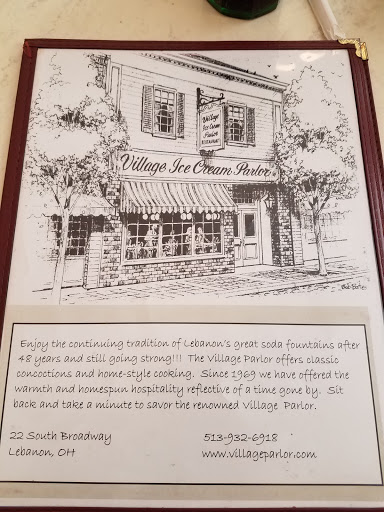 Village
Ice Cream
Parlor
RESTAURANT
Village Ice Cream Parlor
Enjoy the continuing tradition of Lebanon's great soda fountains after
48 years and still going strong!!! The Village Parlor offers classic
concoctions and home-style cooking. Since 1969 we have offered the
warmth and homespun hospitality reflective of a time gone by. Sit
back and take a minute to savor the renowned Village Parlor.
22 South Broadway
513-932-6918
Lebanon, OH
www.villageparlor.com